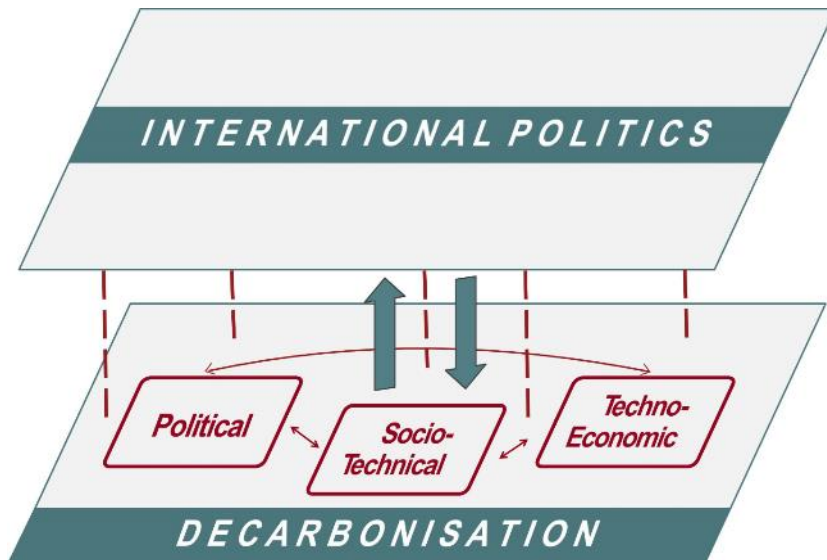 INTERNATIONAL POLITICS
Political
Socio-
Technical
Techno-
Economic
DECARBONISATION